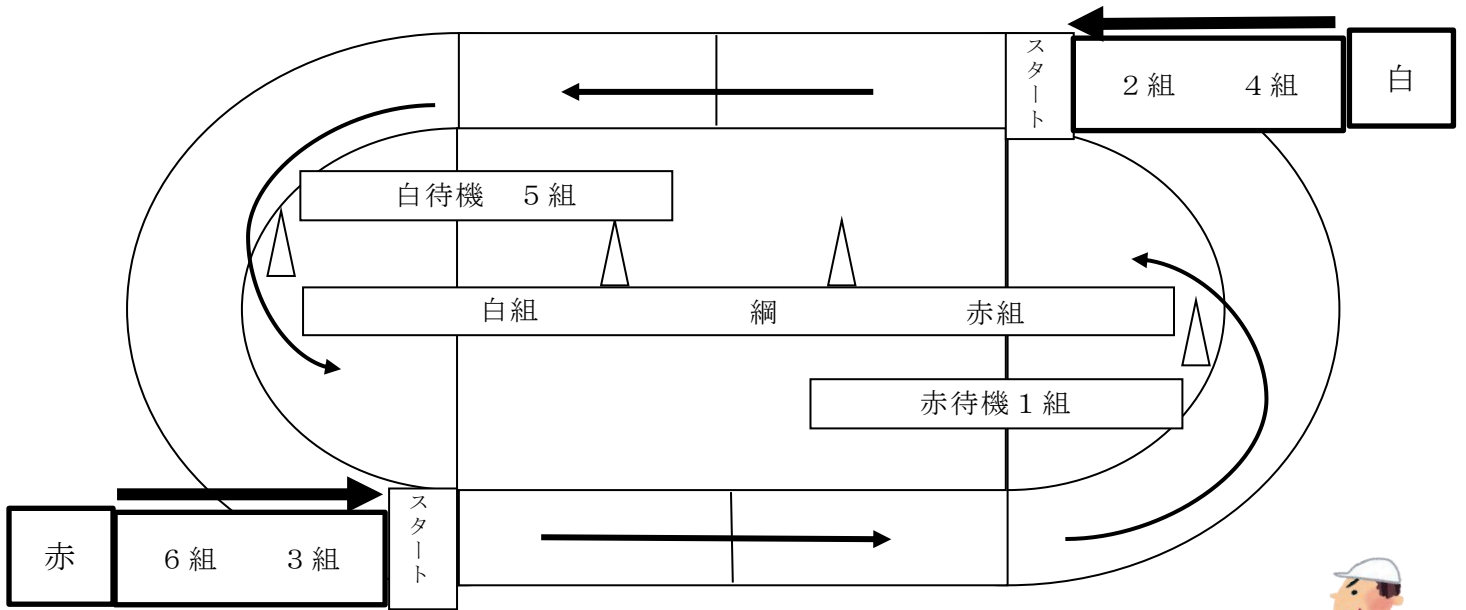 スタート
２組　　４組
白
白待機　５組
白組　　綱　　赤組
赤待機１組
赤
６組　　３組
スタート